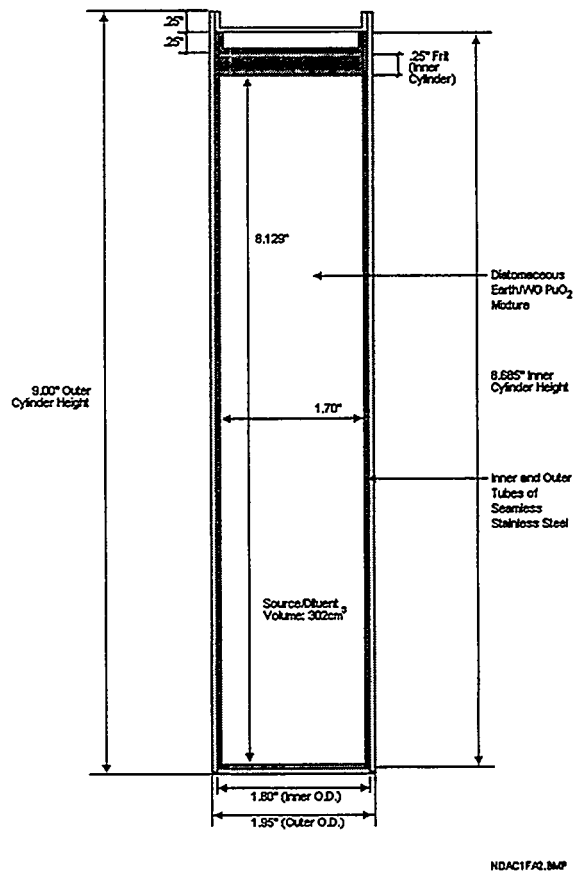 .25"
.25"
.25" Frit
(Inner
Cylinder)
8.129"
Diatomaceous
Earth/WG PuO2
Mixture
9.00" Outer
Cylinder Height
8.685" Inner
Cylinder Height
1.70"
Inner and Outer
Tubes of
Seamless
Stainless Steel
Source/Diluent
Volume: 302cm3
1.80" (Inner O.D.)
1.95" (Outer O.D.)
NDAC1FA2.BMP